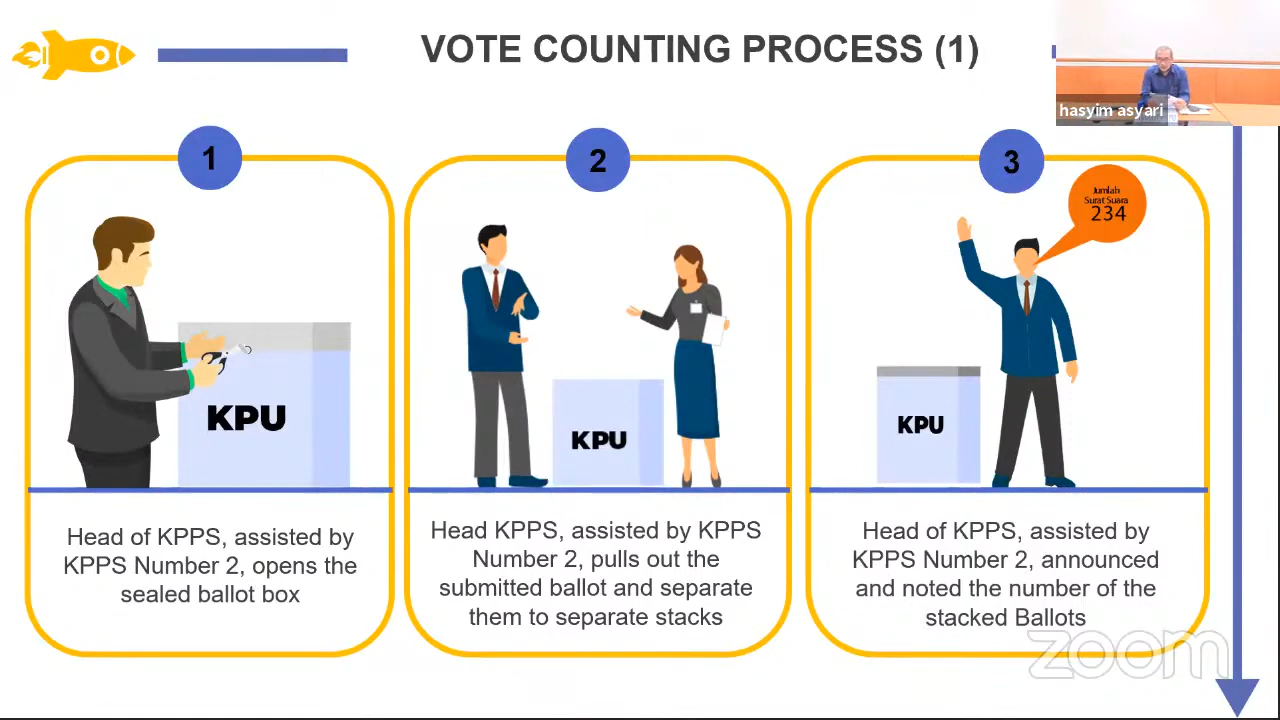 VOTE COUNTING PROCESS (1)
hasyim asyari
1
2
3
Jumlah
Surat Suara
234
KPU
KPU
KPU
Head of KPPS, assisted by
KPPS Number 2, opens the
sealed ballot box
Head KPPS, assisted by KPPS
Number 2, pulls out the
submitted ballot and separate
them to separate stacks
Head of KPPS, assisted by
KPPS Number 2, announced
and noted the number of the
stacked Ballots
zoom